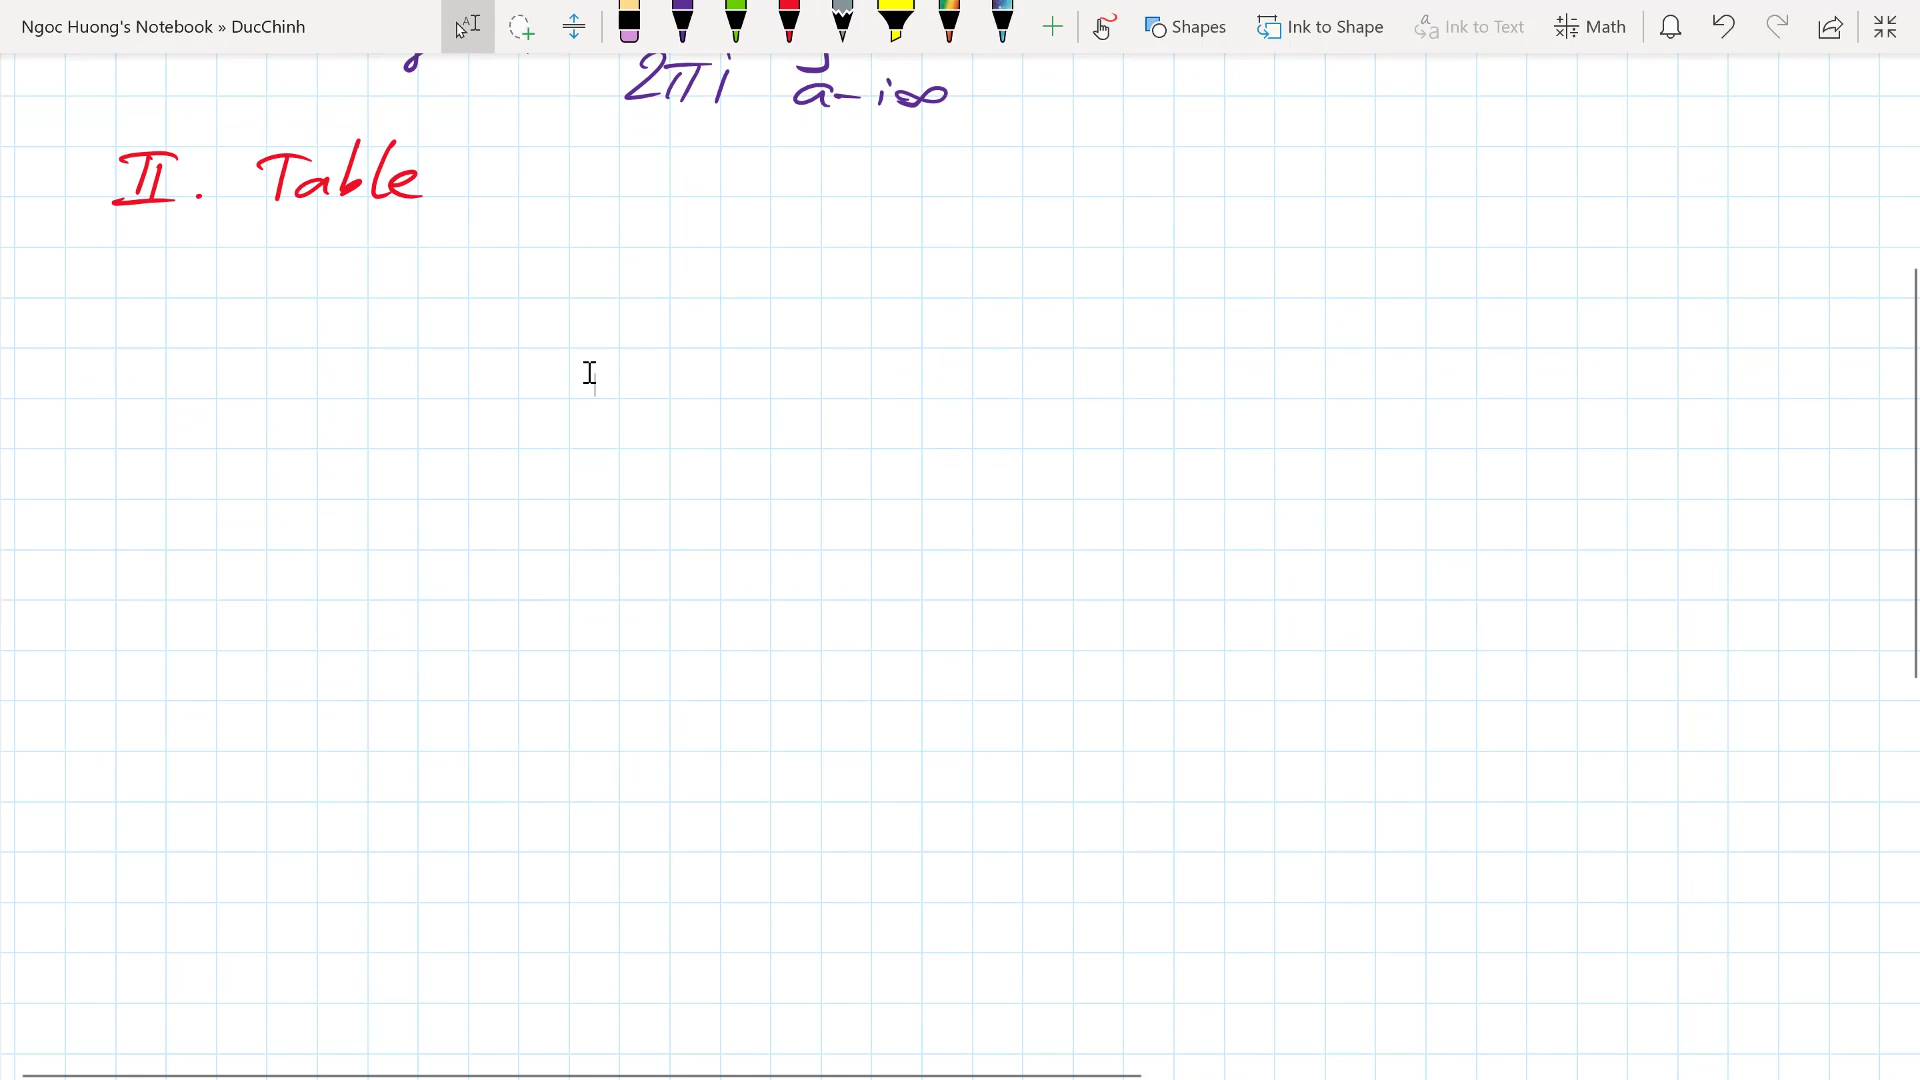 Ngoc Huong's Notebook » DucChinh
Shapes
Ink to Shape
Ink to Text
Math
2πi a-i∞
II. Table